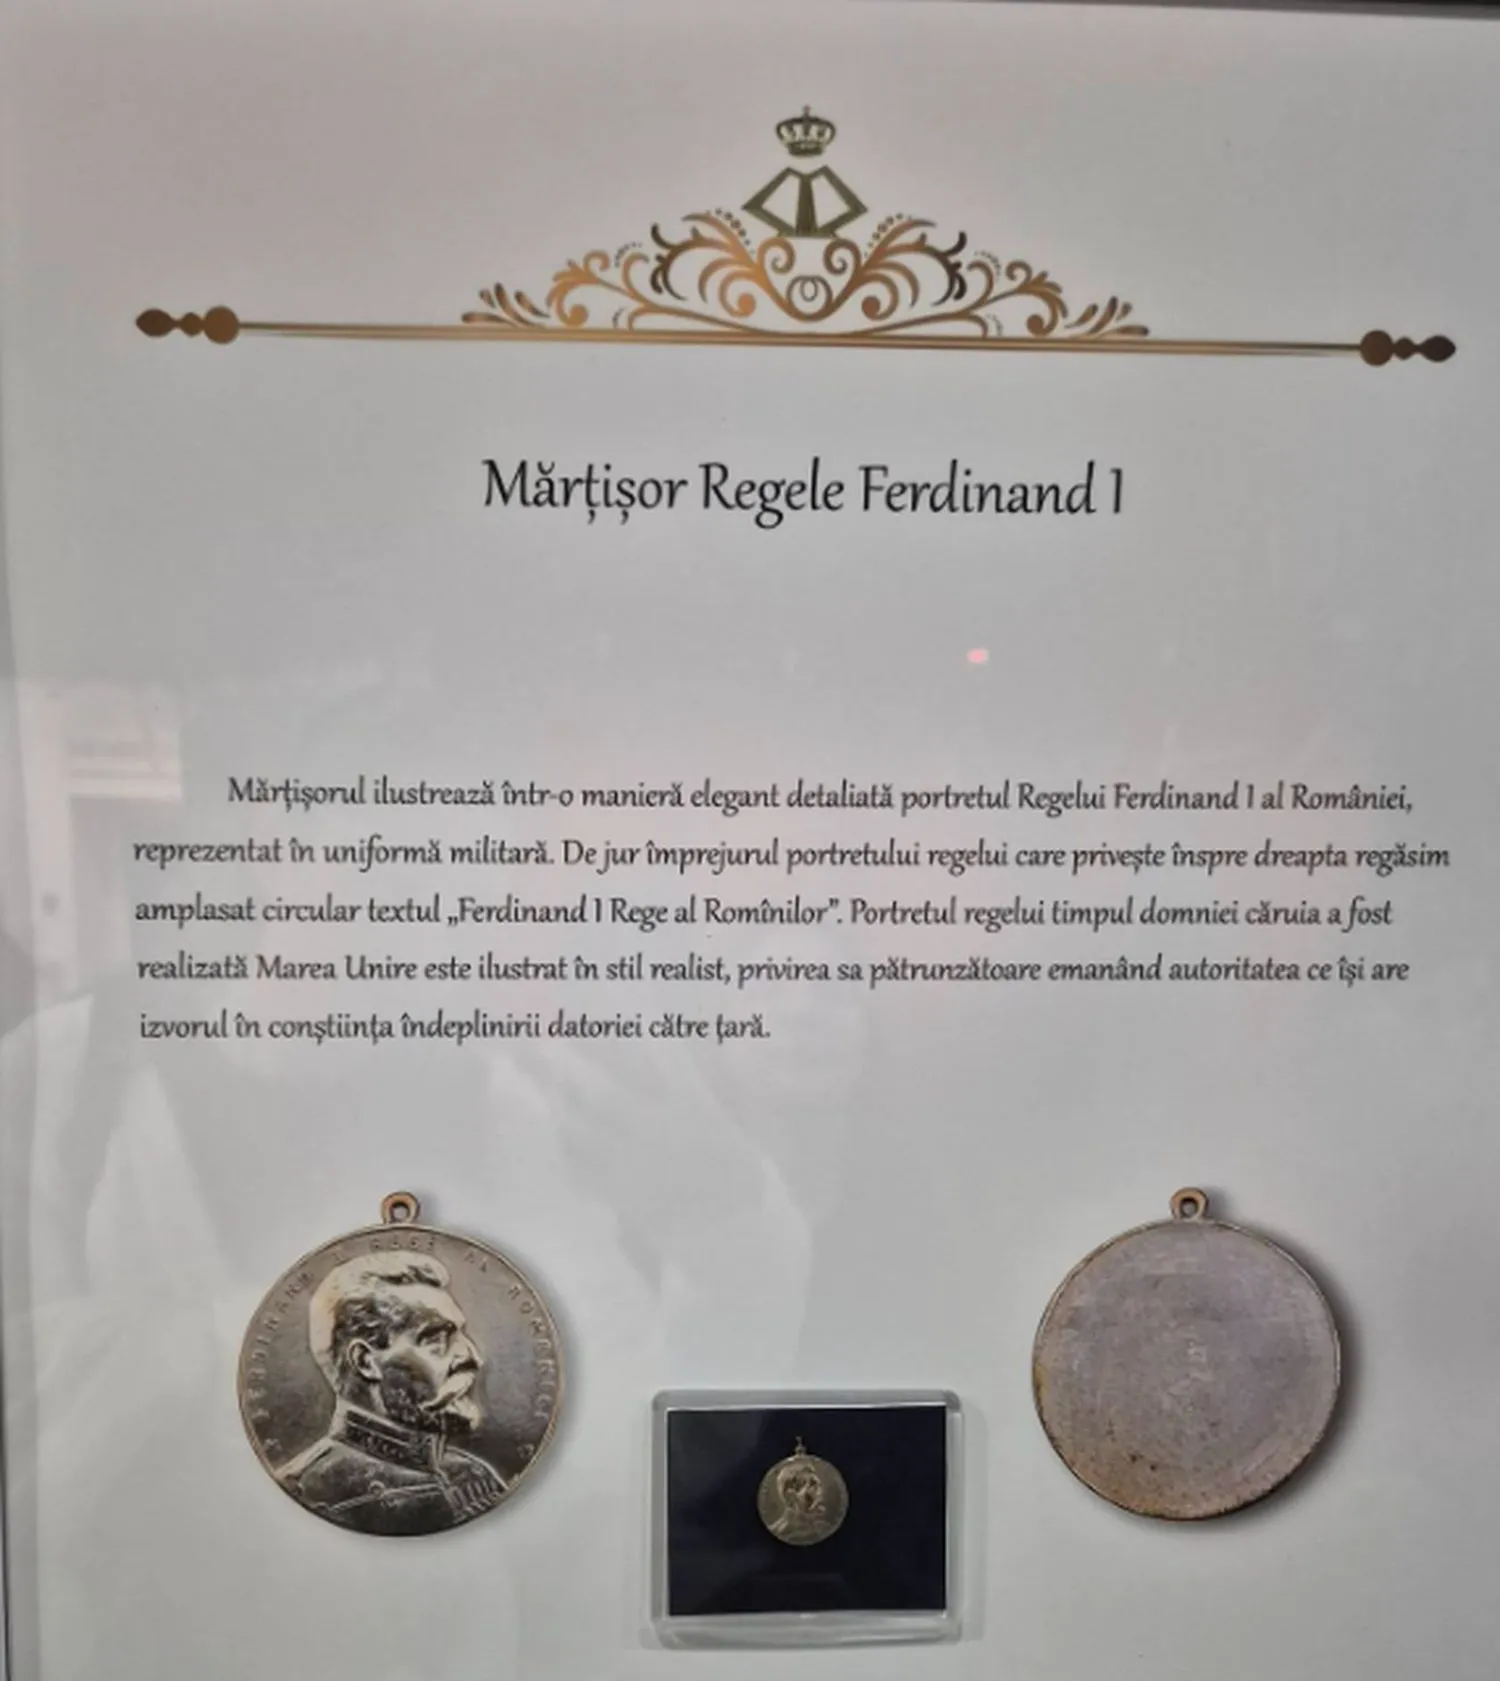 Mărțișor Regele Ferdinand I
Mărțișorul ilustrează într-o manieră elegant detaliată portretul Regelui Ferdinand I al României,
reprezentat în uniformă militară. De jur împrejurul portretului regelui care privește înspre dreapta regăsim
amplasat circular textul „Ferdinand I Rege al Romînilor”. Portretul regelui timpul domniei căruia a fost
realizată Marea Unire este ilustrat în stil realist, privirea sa pătrunzătoare emanând autoritatea ce își are
izvorul în conștiința îndeplinirii datoriei către țară.
FERDINAND I REGE AL